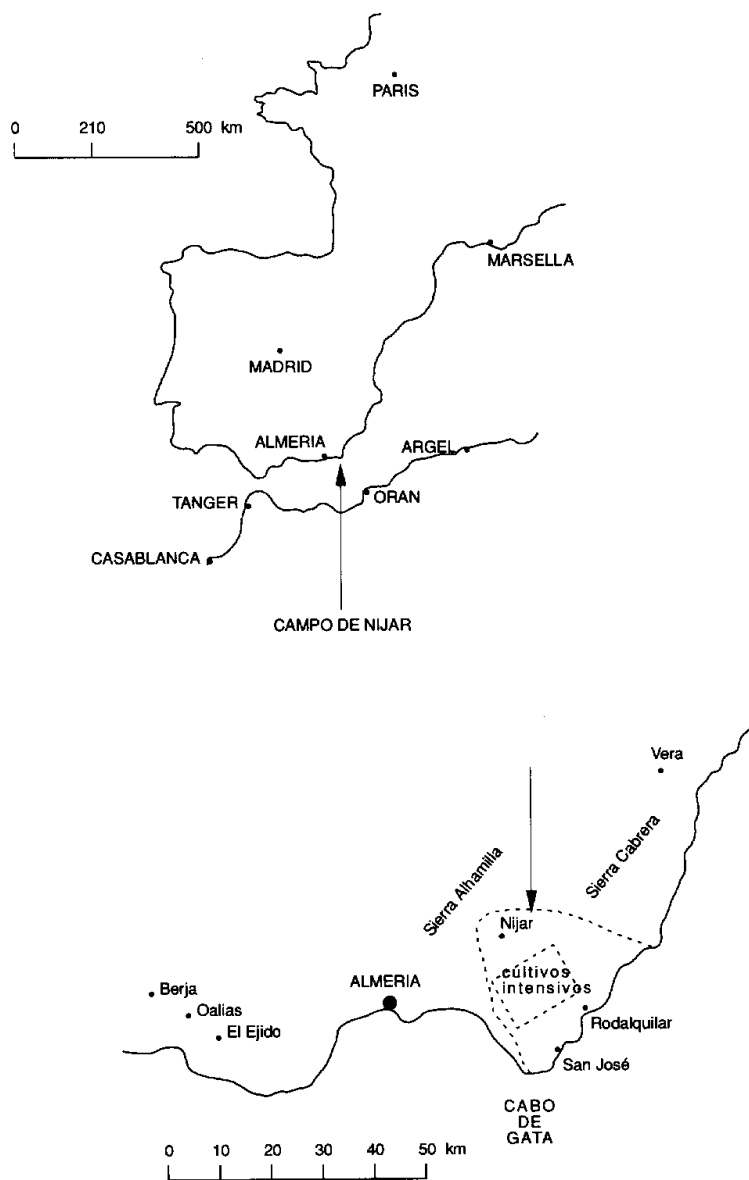 PARIS
0 210 500 km
MARSELLA
MADRID
ALMERIA
ARGEL
TANGER
ORAN
CASABLANCA
CAMPO DE NIJAR
Vera
Sierra Cabrera
Sierra Alhamilla
Nijar
cultivos
intensivos
ALMERIA
Berja
Oalias
El Ejido
Rodalquilar
San José
CABO
DE
GATA
0 10 20 30 40 50 km